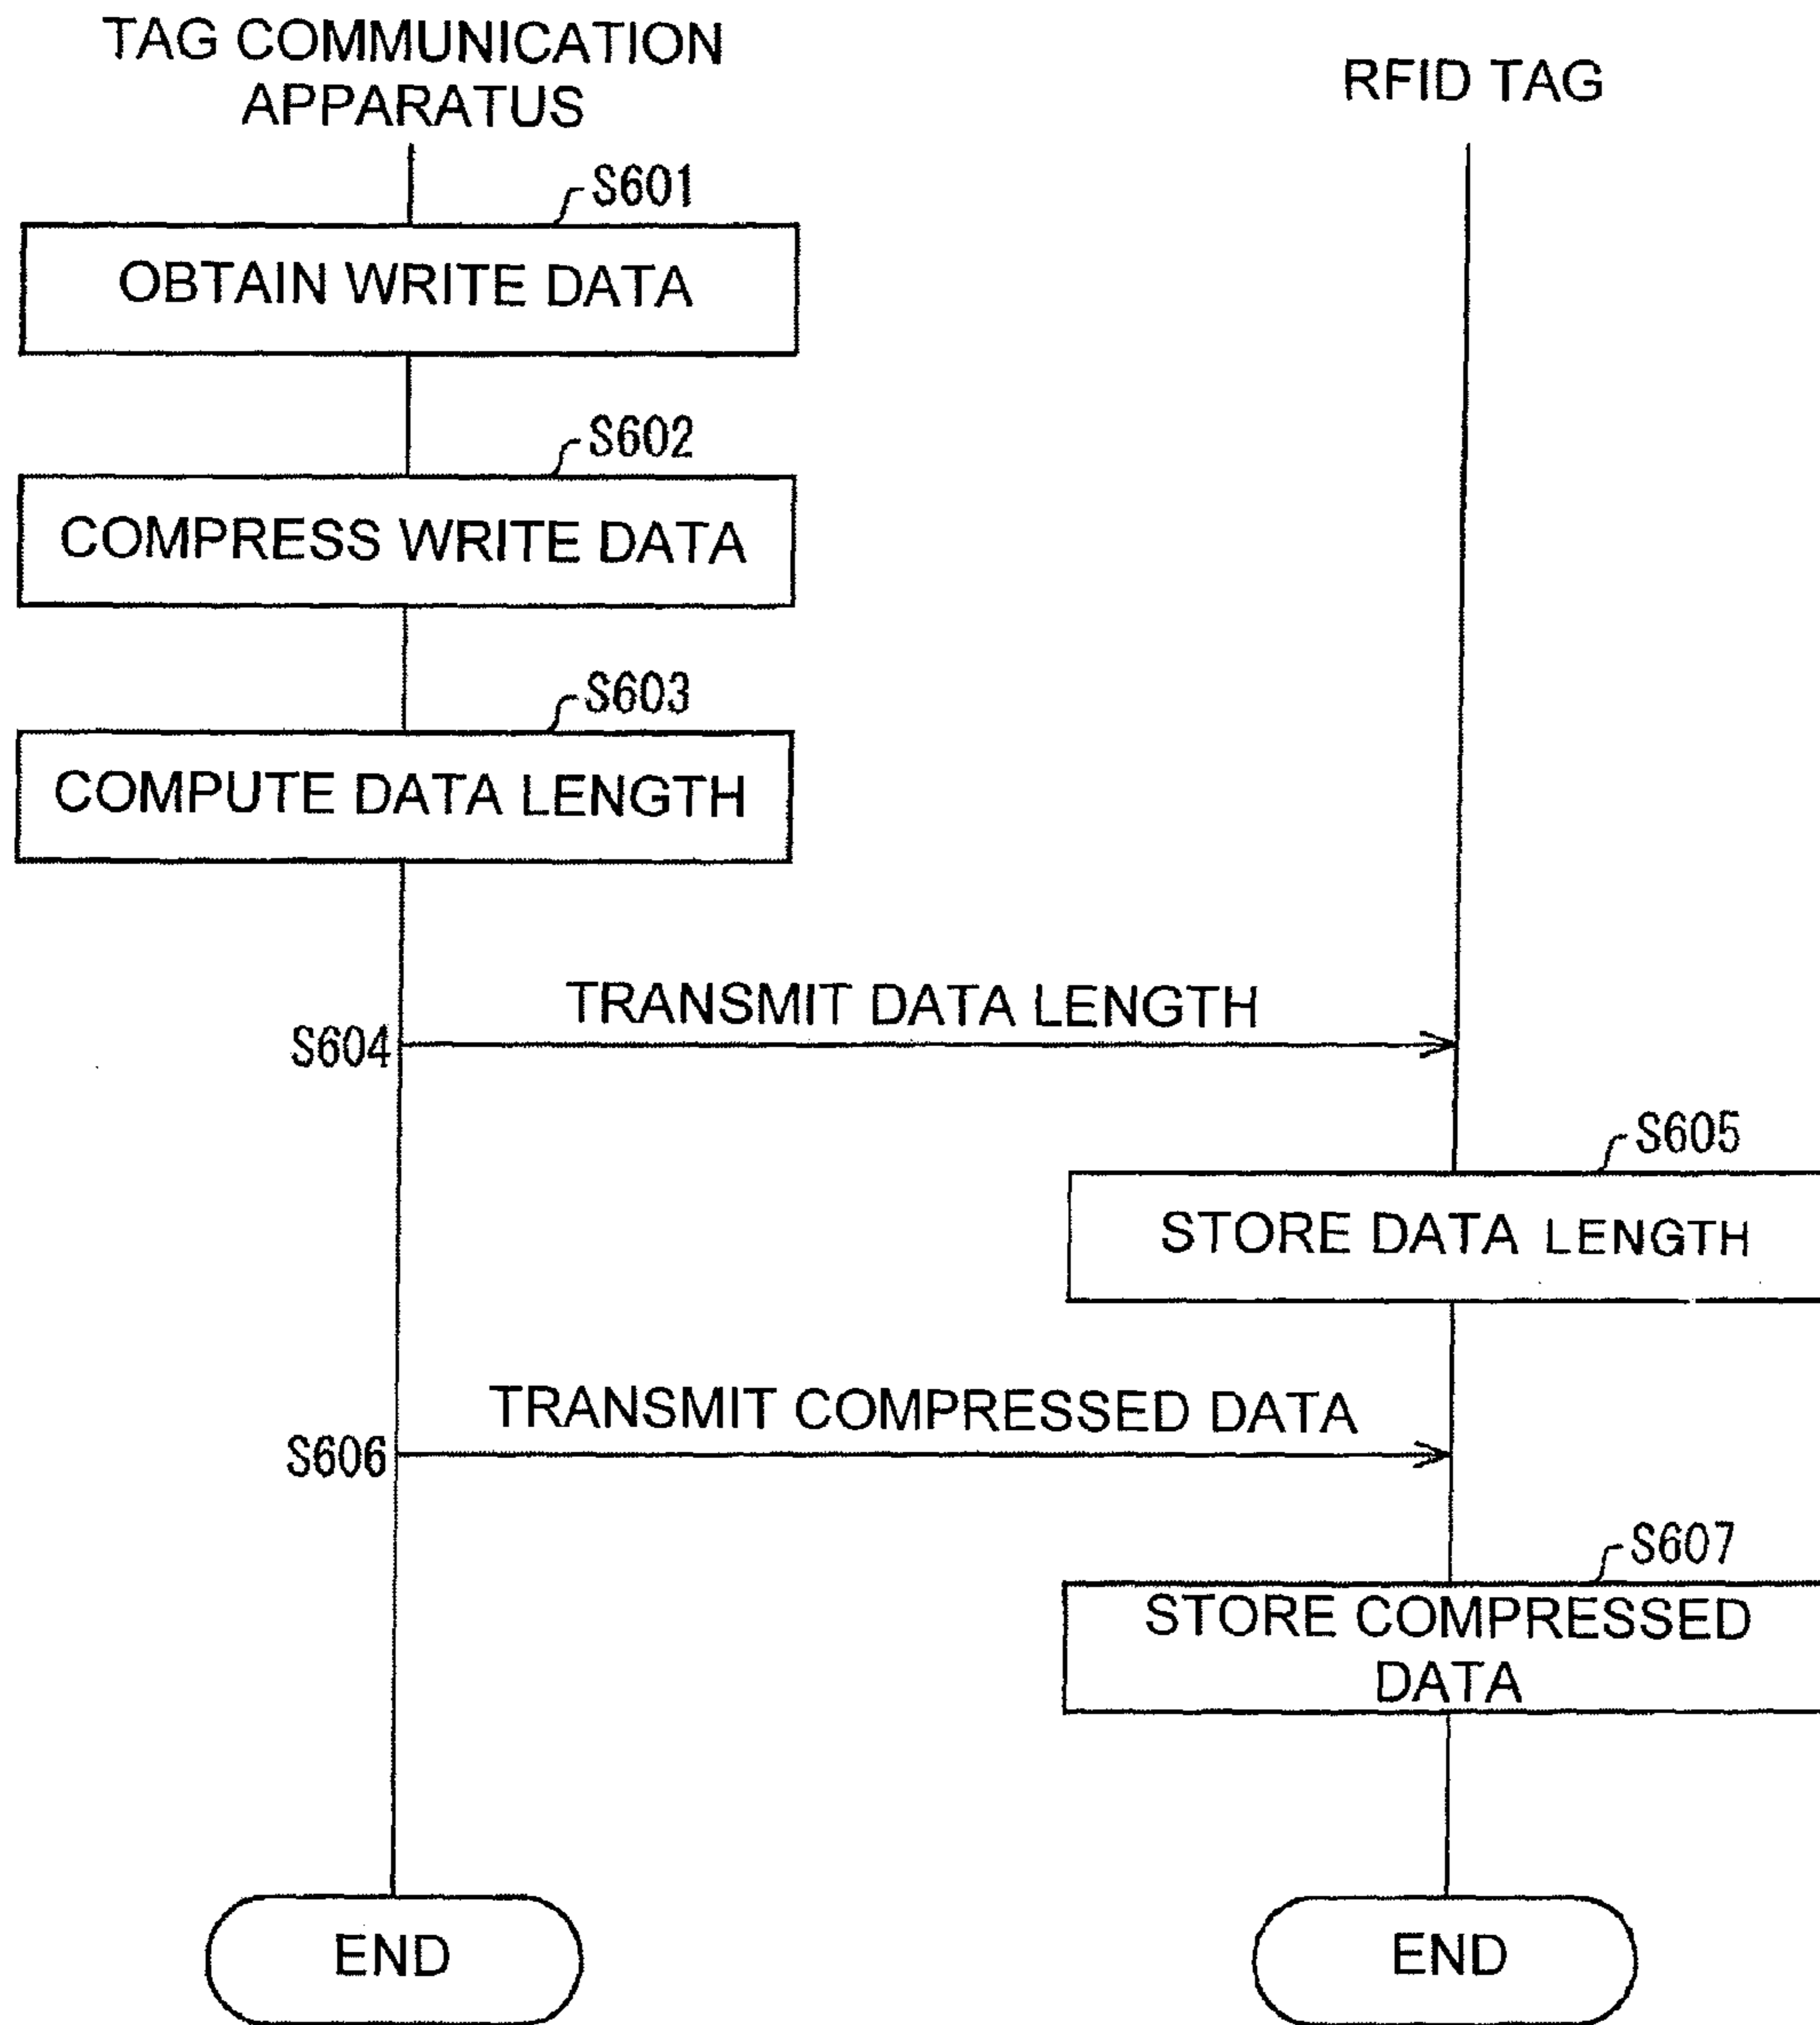 TAG COMMUNICATION
APPARATUS
RFID TAG
S601
OBTAIN WRITE DATA
S602
COMPRESS WRITE DATA
S603
COMPUTE DATA LENGTH
TRANSMIT DATA LENGTH
S604
S605
STORE DATA LENGTH
TRANSMIT COMPRESSED DATA
S606
S607
STORE COMPRESSED
DATA
END
END